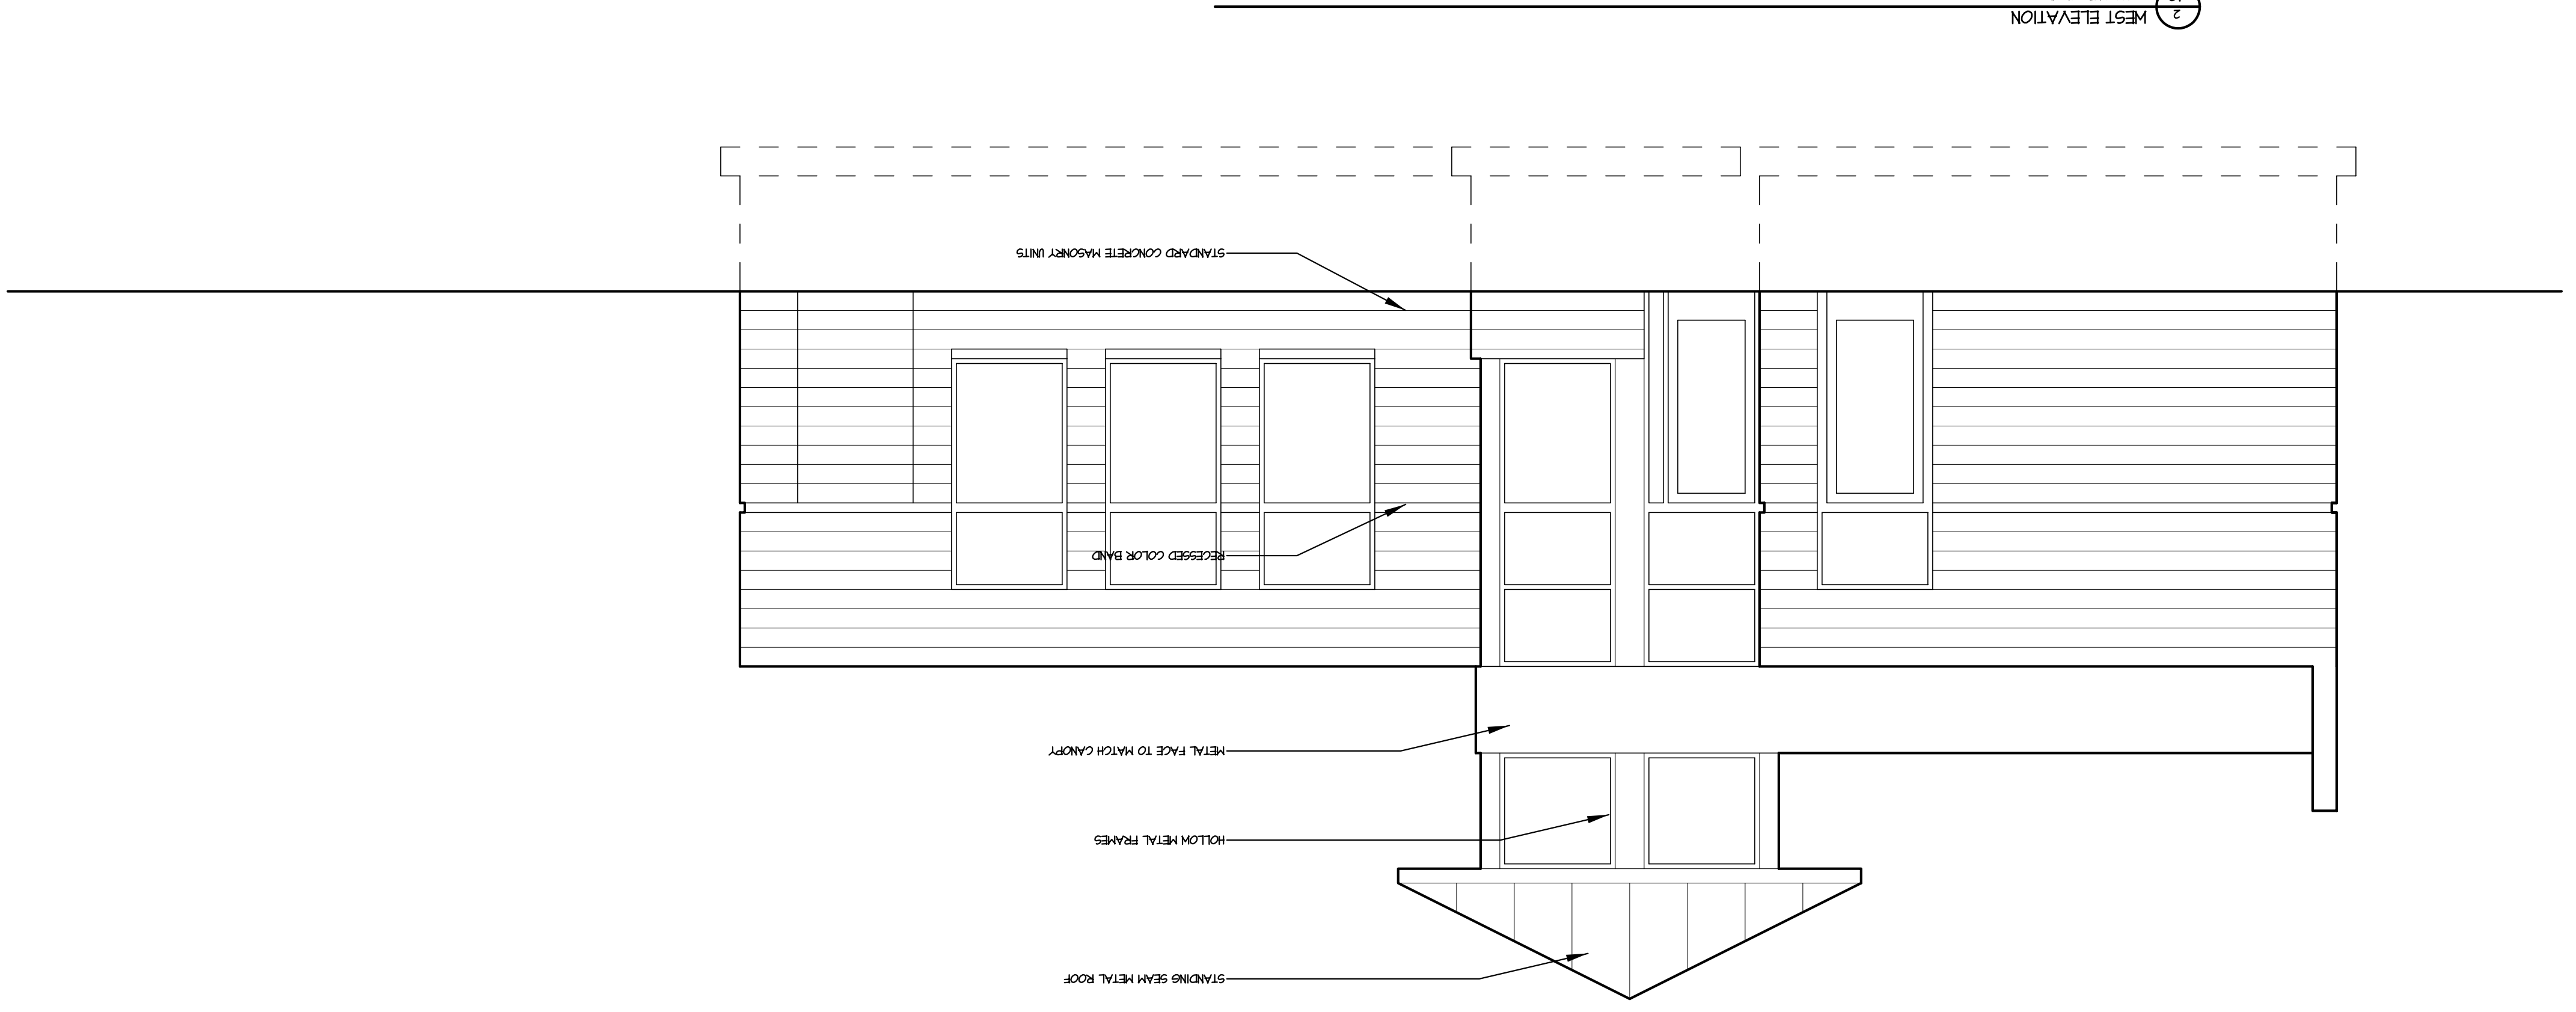 STANDING SEAM METAL ROOF
HOLLOW METAL FRAMES
METAL FACE TO MATCH CANOPY
RECESSED COLOR BAND
STANDARD CONCRETE MASONRY UNITS
2
WEST ELEVATION